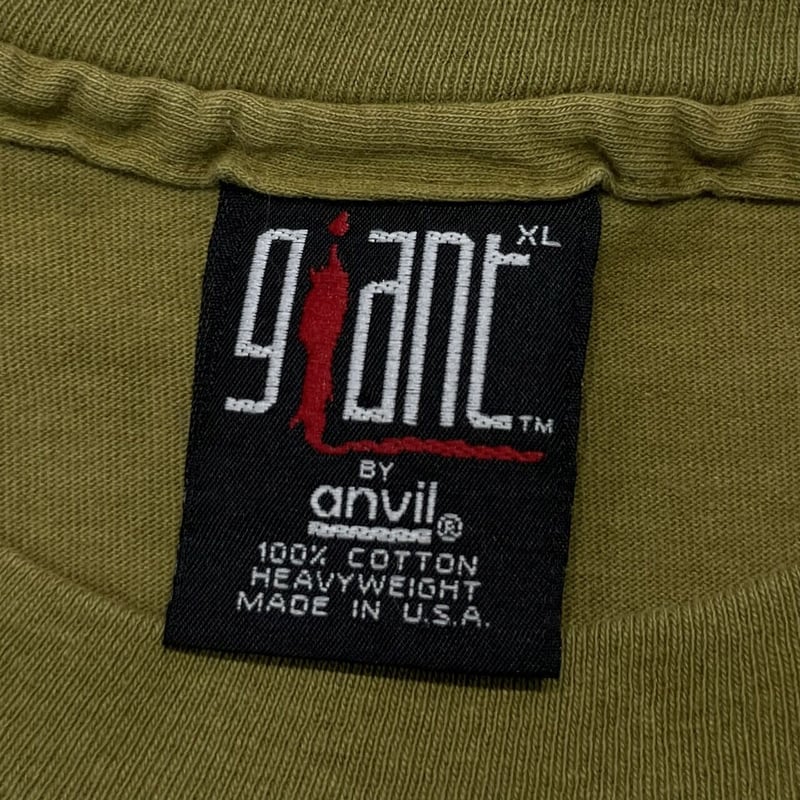 giant XL
TM
BY
anvil®
100% COTTON
HEAVYWEIGHT
MADE IN U.S.A.